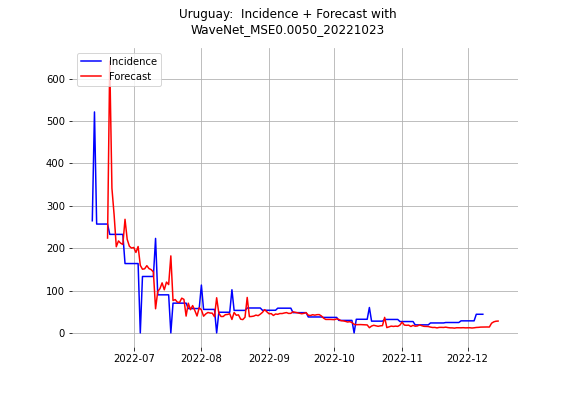 Uruguay:  Incidence + Forecast with
WaveNet_MSE0.0050_20221023
Incidence
Forecast
600
500
400
300
200
100
0
2022-07 2022-08 2022-09 2022-10 2022-11 2022-12